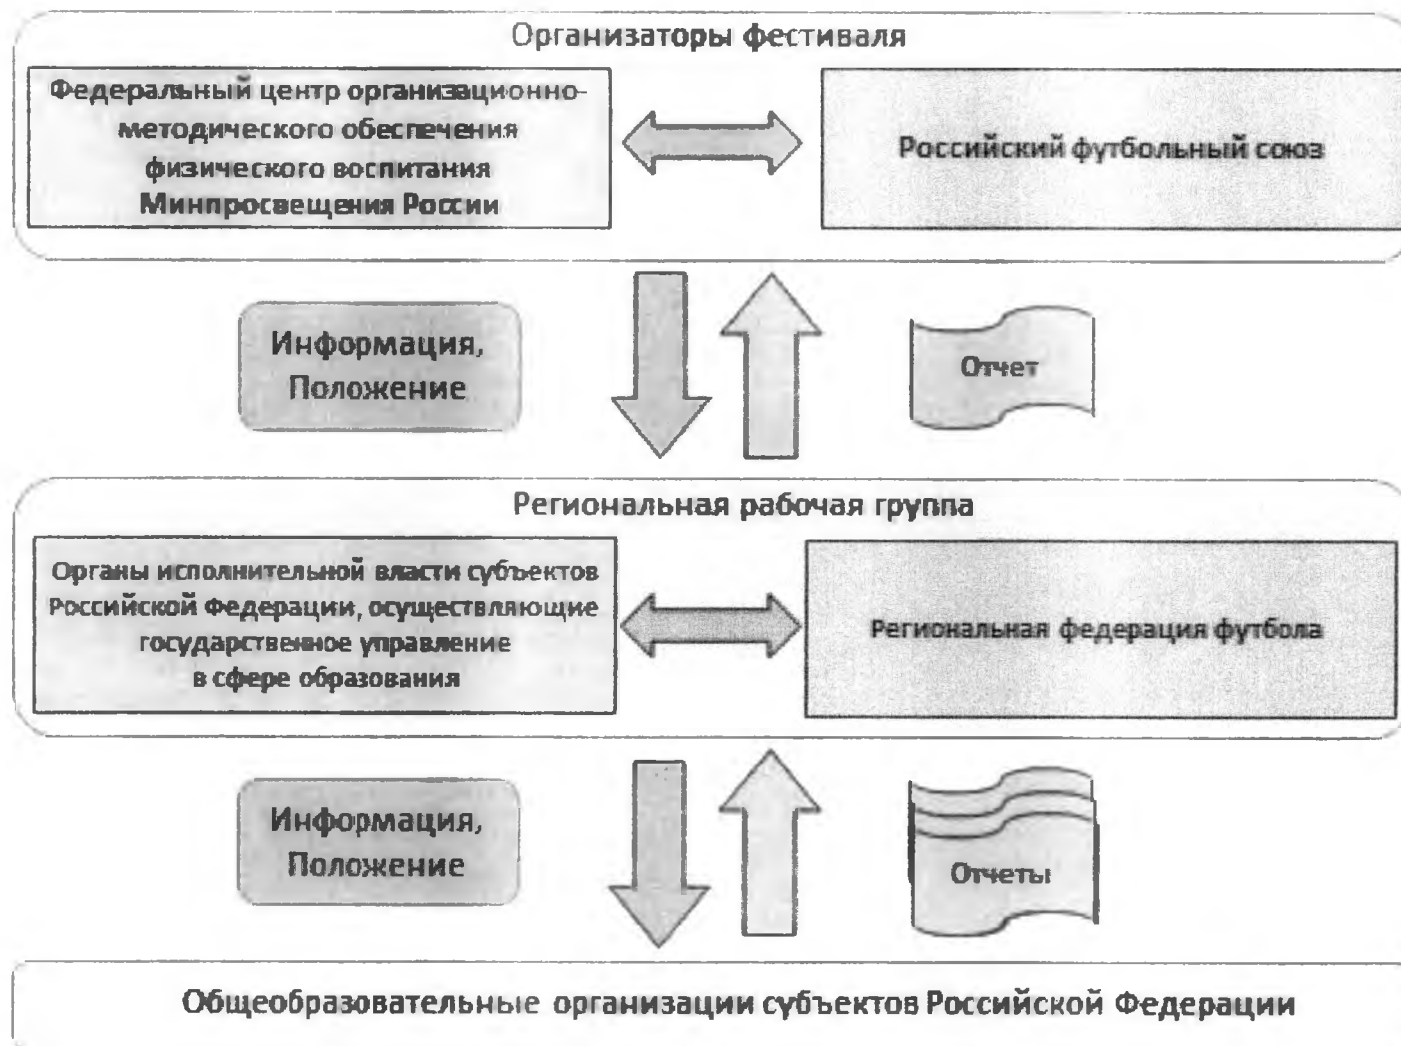 Организаторы фестиваля
Федеральный центр организационно-
методического обеспечения
физического воспитания
Минпросвещения России
Российский футбольный союз
Информация,
Положение
Отчет
Региональная рабочая группа
Органы исполнительной власти субъектов
Российской Федерации, осуществляющие
государственное управление
в сфере образования
Региональная федерация футбола
Информация,
Положение
Отчеты
Общеобразовательные организации субъектов Российской Федерации